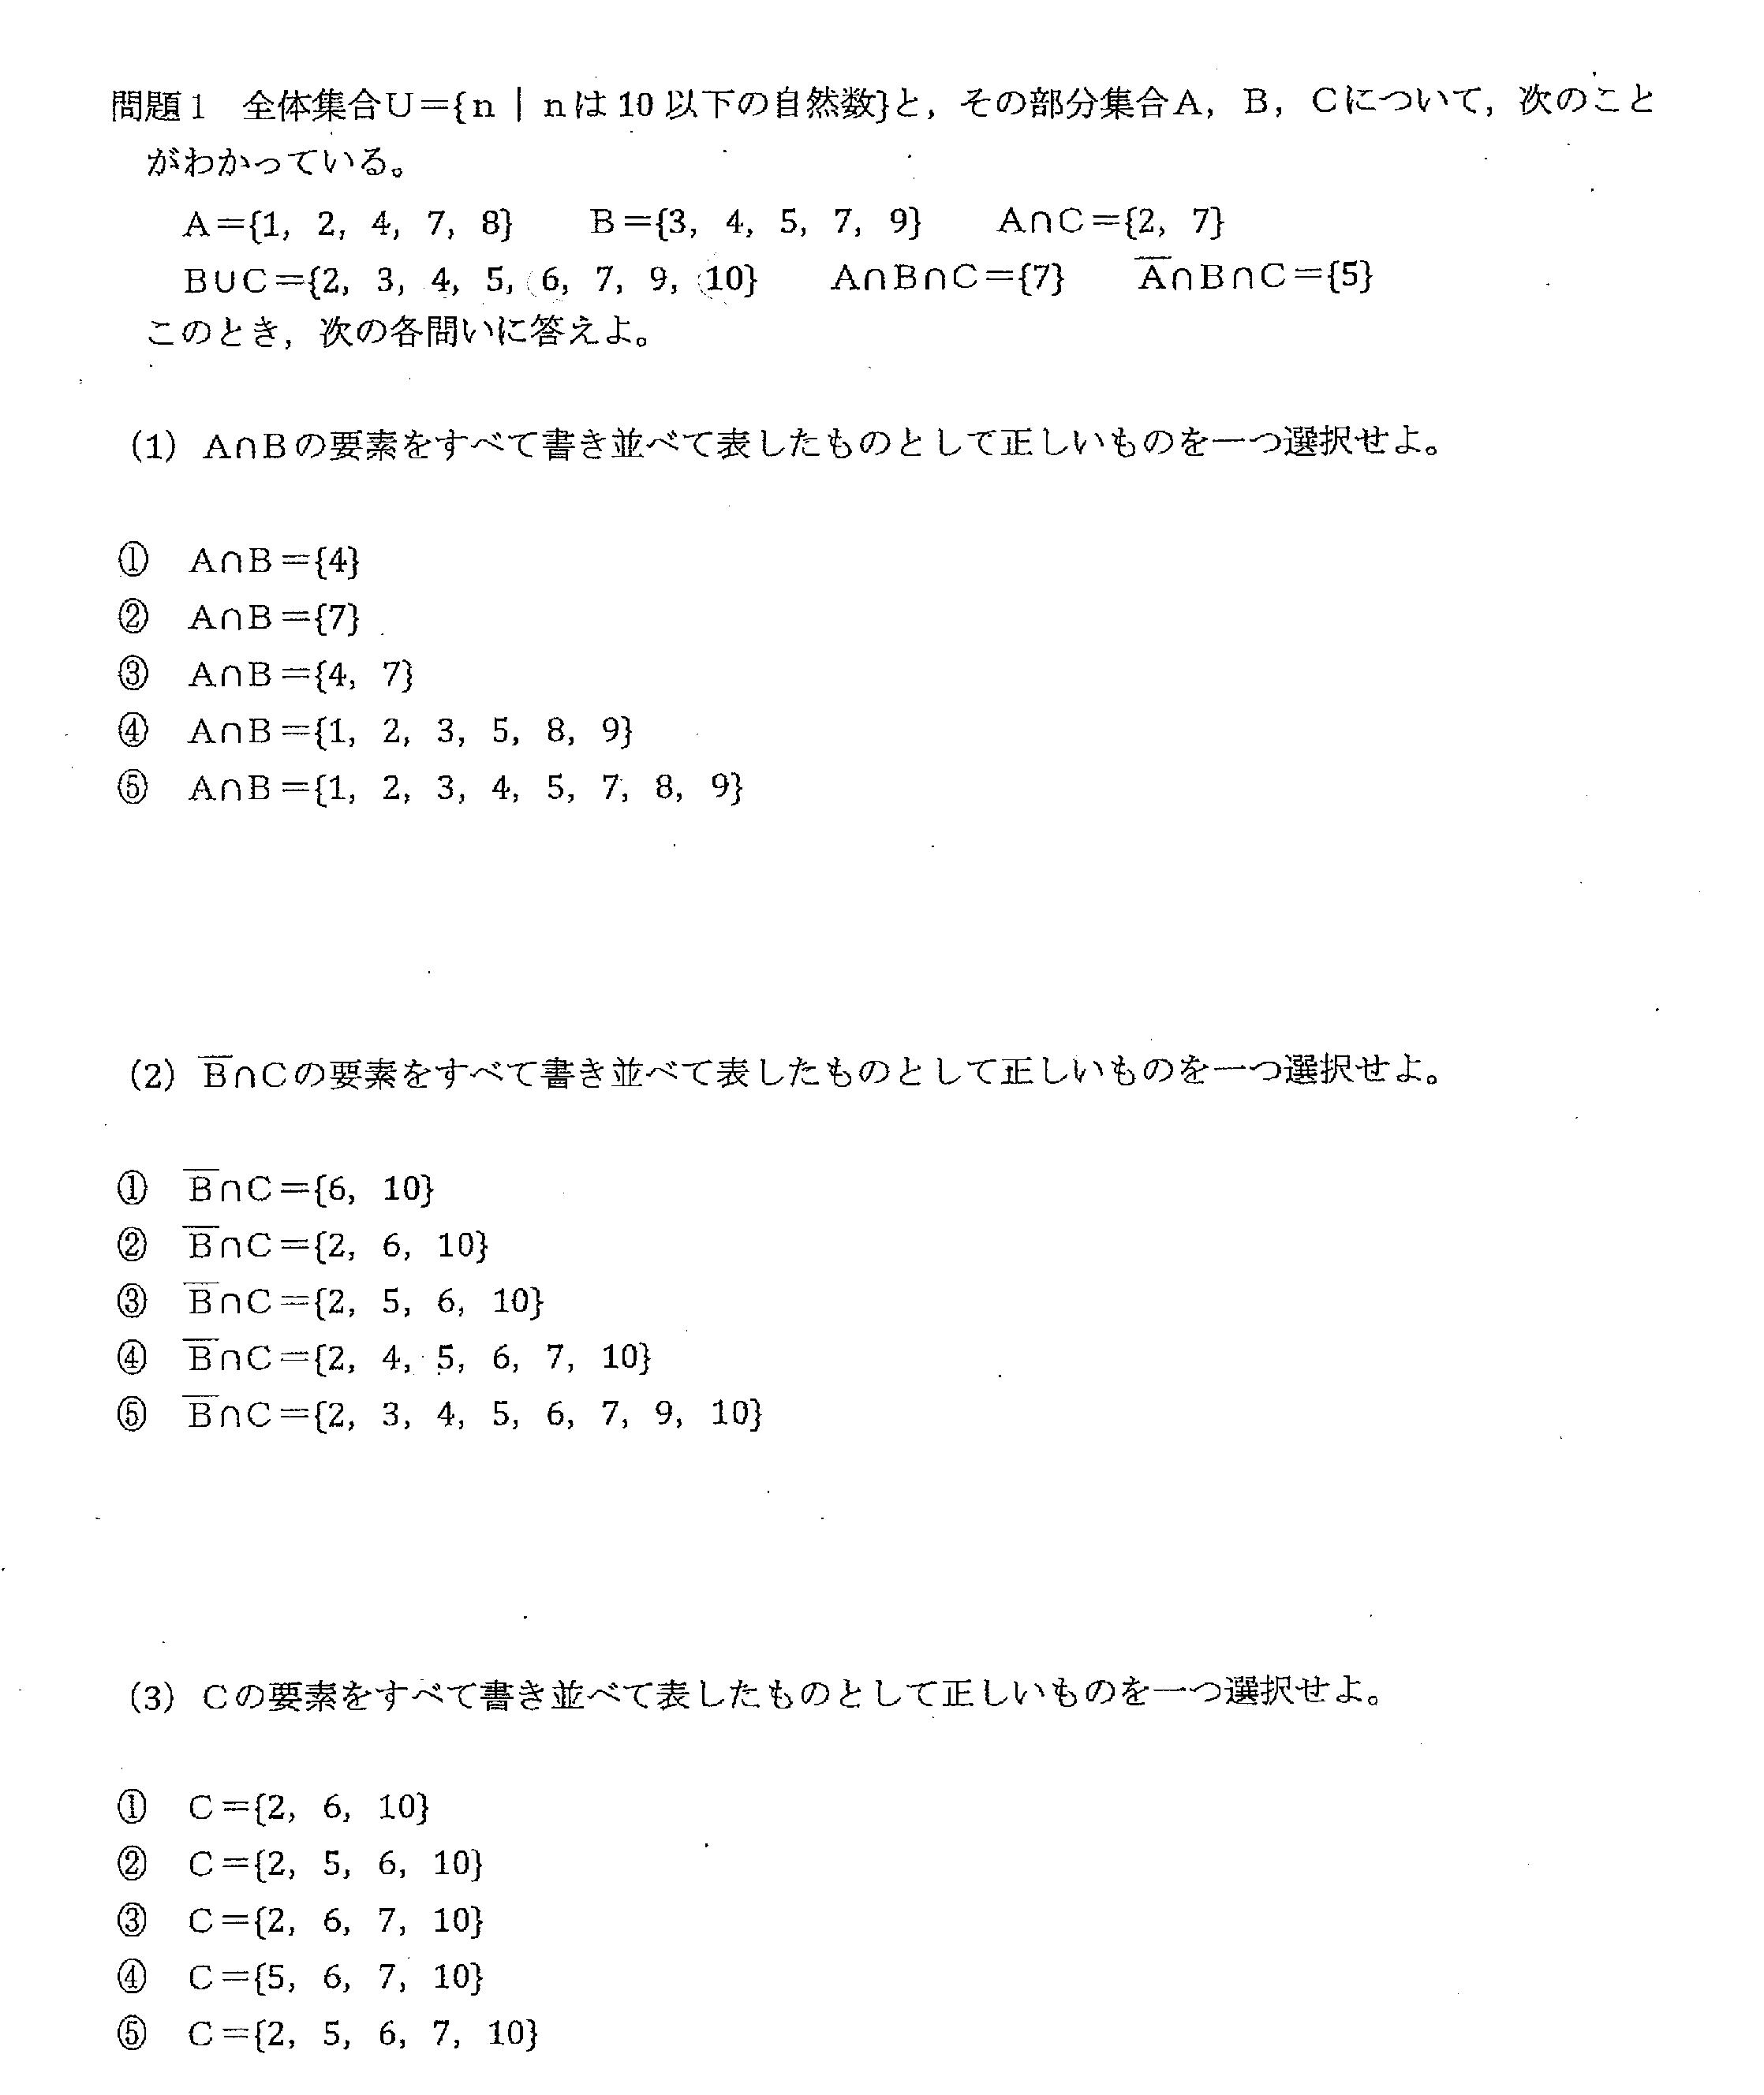 問題1 全体集合U={n | nは 10 以下の自然数}と，その部分集合A，B，Cについて，次のこと
がわかっている。
A={1, 2, 4, 7, 8} B={3, 4, 5, 7, 9} A∩C={2, 7}
B∪C={2, 3, 4, 5, 6, 7, 9, 10} A∩B∩C={7} A̅∩B∩C={5}
このとき，次の各問いに答えよ。
(1) A∩Bの要素をすべて書き並べて表したものとして正しいものを一つ選択せよ。
① A∩B={4}
② A∩B={7}
③ A∩B={4, 7}
④ A∩B={1, 2, 3, 5, 8, 9}
⑤ A∩B={1, 2, 3, 4, 5, 7, 8, 9}
(2) B̅∩Cの要素をすべて書き並べて表したものとして正しいものを一つ選択せよ。
① B̅∩C={6, 10}
② B̅∩C={2, 6, 10}
③ B̅∩C={2, 5, 6, 10}
④ B̅∩C={2, 4, 5, 6, 7, 10}
⑤ B̅∩C={2, 3, 4, 5, 6, 7, 9, 10}
(3) Cの要素をすべて書き並べて表したものとして正しいものを一つ選択せよ。
① C={2, 6, 10}
② C={2, 5, 6, 10}
③ C={2, 6, 7, 10}
④ C={5, 6, 7, 10}
⑤ C={2, 5, 6, 7, 10}